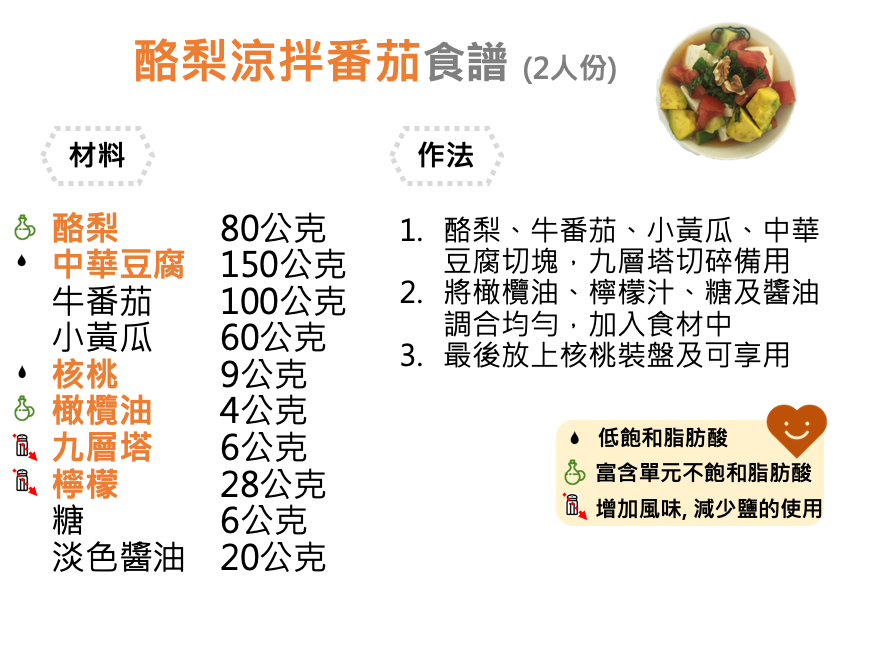 酪梨涼拌番茄食譜 (2人份)
材料
酪梨 80公克
中華豆腐 150公克
牛番茄 100公克
小黃瓜 60公克
核桃 9公克
橄欖油 4公克
九層塔 6公克
檸檬 28公克
糖 6公克
淡色醬油 20公克
作法
1. 酪梨、牛番茄、小黃瓜、中華
豆腐切塊，九層塔切碎備用
2. 將橄欖油、檸檬汁、糖及醬油
調合均勻，加入食材中
3. 最後放上核桃裝盤及可享用
低飽和脂肪酸
富含單元不飽和脂肪酸
增加風味, 減少鹽的使用